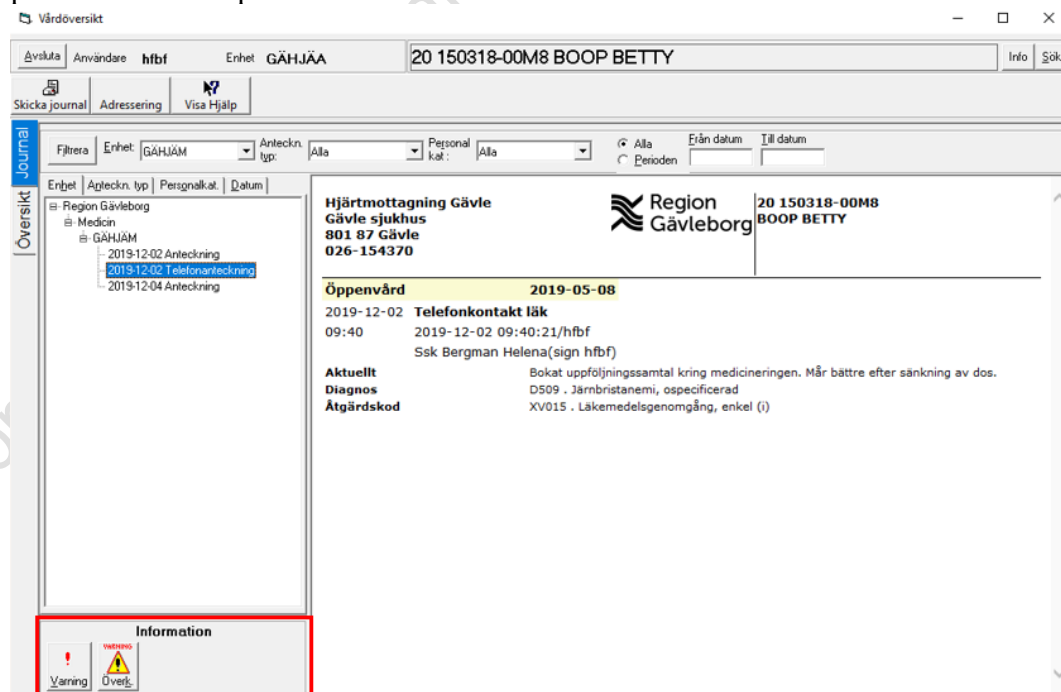 Vårdöversikt
Avsluta Användare hfbf Enhet GÄHJÄA 20 150318-00M8 BOOP BETTY Info Sök
Skicka journal Adressering Visa Hjälp
Journal
Översikt
Filtrera Enhet: GÄHJÄM Anteckn. typ: Alla Personal kat: Alla Alla Perioden Från datum Till datum
Enhet Anteckn. typ Personalkat. Datum
Region Gävleborg
Medicin
GÄHJÄM
2019-12-02 Anteckning
2019-12-02 Telefonanteckning
2019-12-04 Anteckning
Hjärtmottagning Gävle
Gävle sjukhus
801 87 Gävle
026-154370
Region
Gävleborg
20 150318-00M8
BOOP BETTY
Öppenvård 2019-05-08
2019-12-02 Telefonkontakt läk
09:40 2019-12-02 09:40:21/hfbf
Ssk Bergman Helena(sign hfbf)
Aktuellt Bokat uppföljningssamtal kring medicineringen. Mår bättre efter sänkning av dos.
Diagnos D509 . Järnbristanemi, ospecificerad
Åtgärdskod XV015 . Läkemedelsgenomgång, enkel (i)
Information
WARNING
Varning Överk.